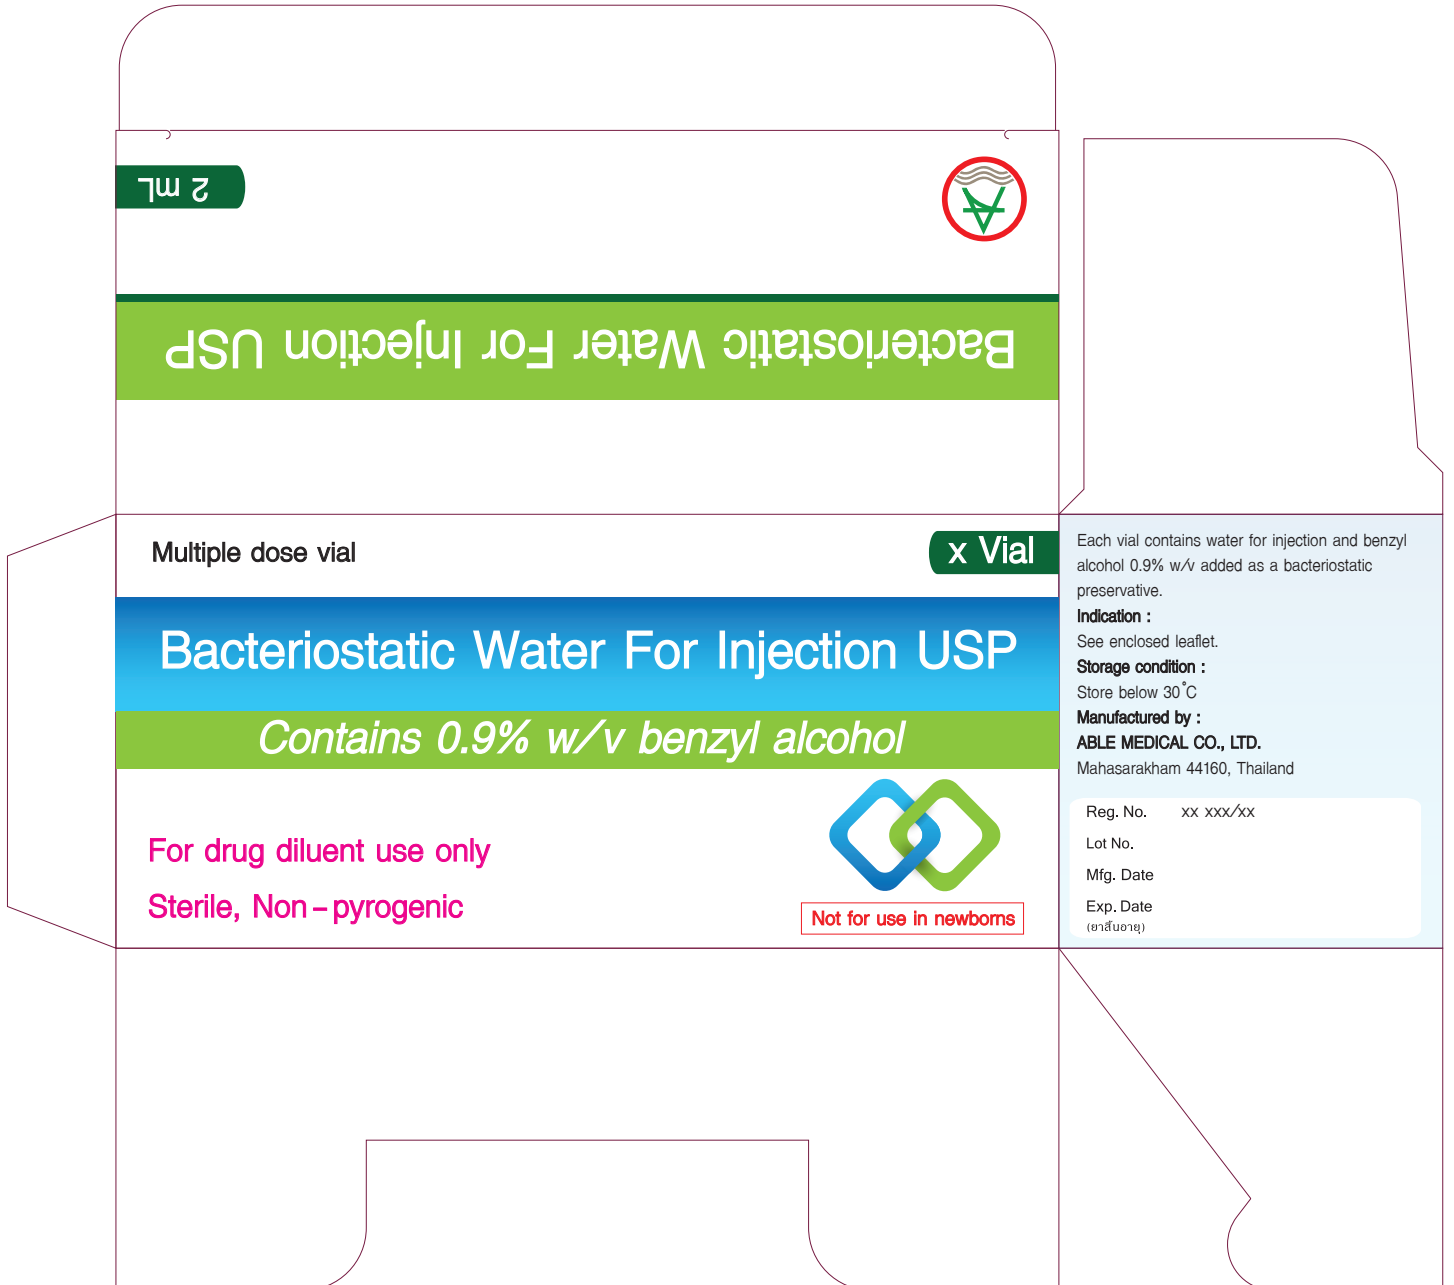 2 mL
Bacteriostatic Water For Injection USP
Multiple dose vial
x Vial
Bacteriostatic Water For Injection USP
Contains 0.9% w/v benzyl alcohol
For drug diluent use only
Sterile, Non-pyrogenic
Not for use in newborns
Each vial contains water for injection and benzyl
alcohol 0.9% w/v added as a bacteriostatic
preservative.
Indication :
See enclosed leaflet.
Storage condition :
Store below 30°C
Manufactured by :
ABLE MEDICAL CO., LTD.
Mahasarakham 44160, Thailand
Reg. No. xx xxx/xx
Lot No.
Mfg. Date
Exp. Date
(ยาสิ้นอายุ)